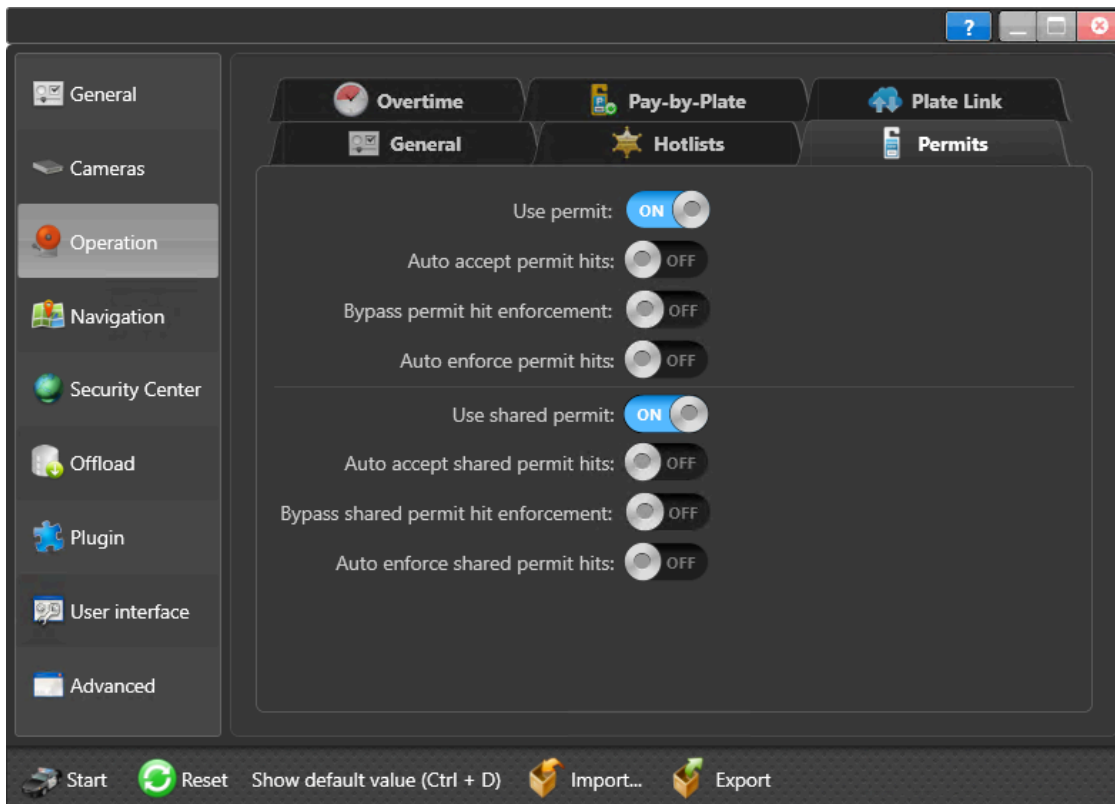 ?
General
Cameras
Operation
Navigation
Security Center
Offload
Plugin
User interface
Advanced
Overtime
Pay-by-Plate
Plate Link
General
Hotlists
Permits
Use permit: ON
Auto accept permit hits: OFF
Bypass permit hit enforcement: OFF
Auto enforce permit hits: OFF
Use shared permit: ON
Auto accept shared permit hits: OFF
Bypass shared permit hit enforcement: OFF
Auto enforce shared permit hits: OFF
Start
Reset
Show default value (Ctrl + D)
Import...
Export